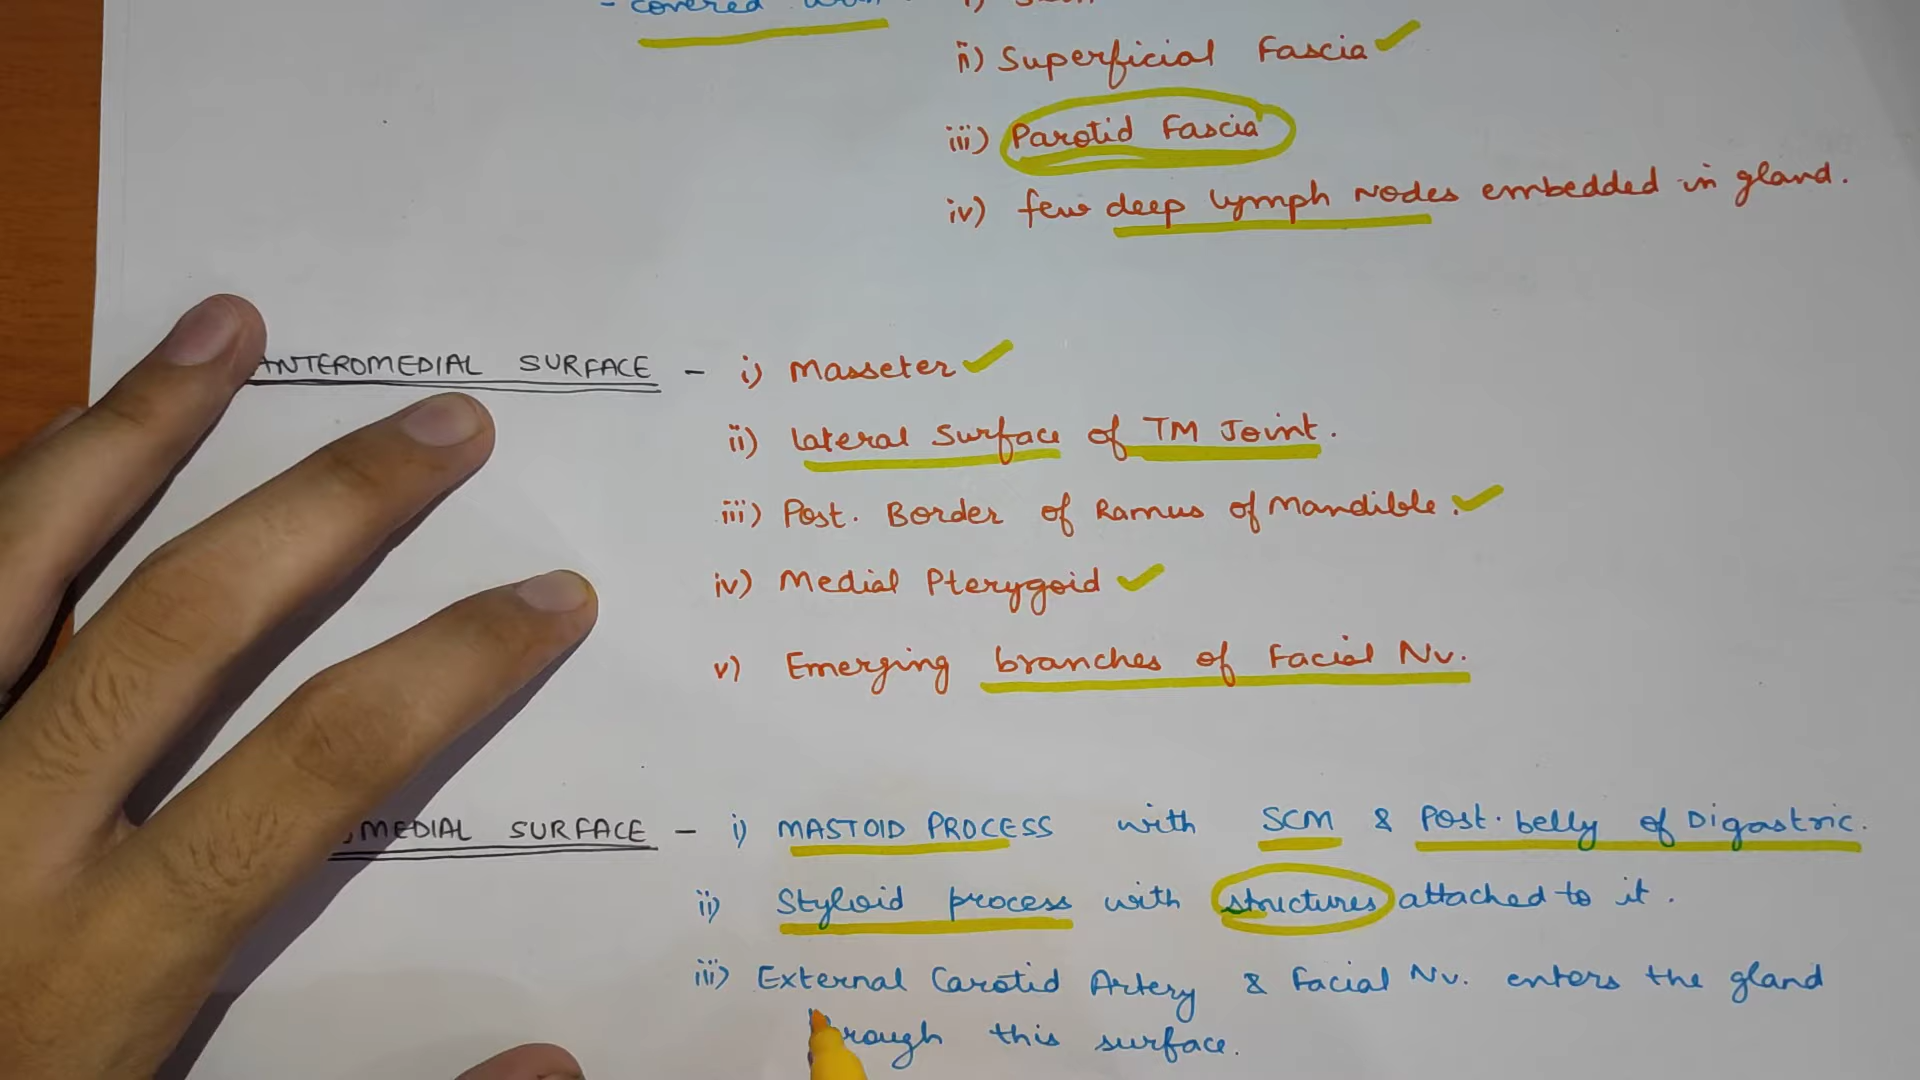 - covered
ii) Superficial Fascia
iii) Parotid Fascia
iv) few deep lymph Nodes embedded in gland.
ANTEROMEDIAL SURFACE - i) Masseter
ii) lateral Surface of TM Joint.
iii) Post. Border of Ramus of Mandible.
iv) Medial Pterygoid
v) Emerging branches of Facial Nv.
MEDIAL SURFACE - i) MASTOID PROCESS with SCM & Post. belly of Digastric.
ii) Styloid process with structures attached to it.
iii) External Carotid Artery & Facial Nv. enters the gland
through this surface.